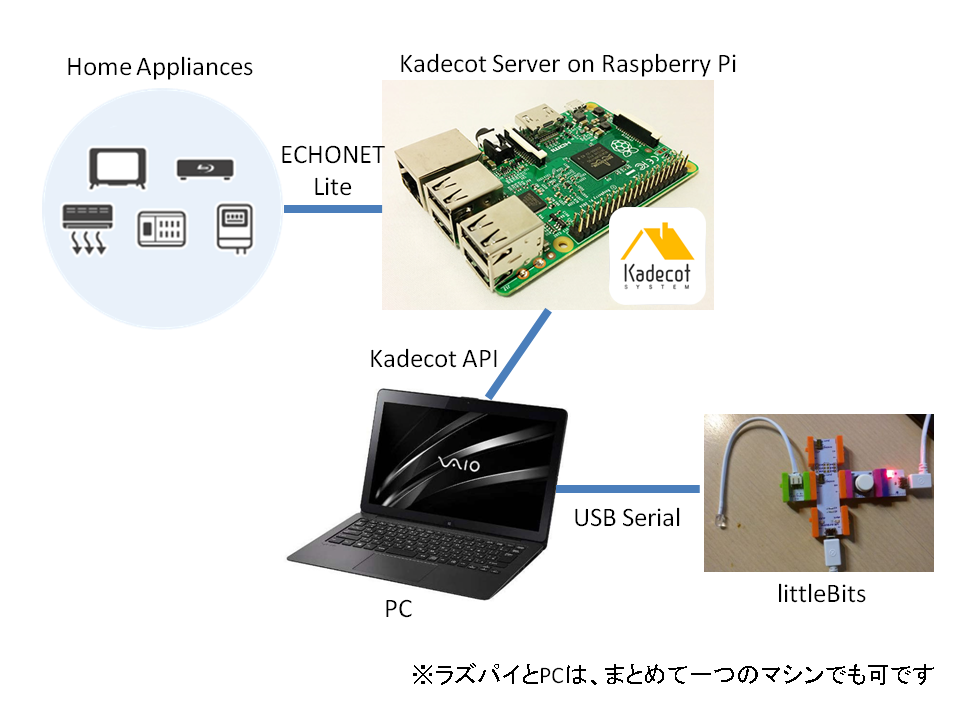 Home Appliances
Kadecot Server on Raspberry Pi
ECHONET
Lite
HDMI
Kadecot
SYSTEM
Kadecot API
VAIO
USB Serial
PC
littleBits
※ラズパイとPCは、まとめて一つのマシンでも可です